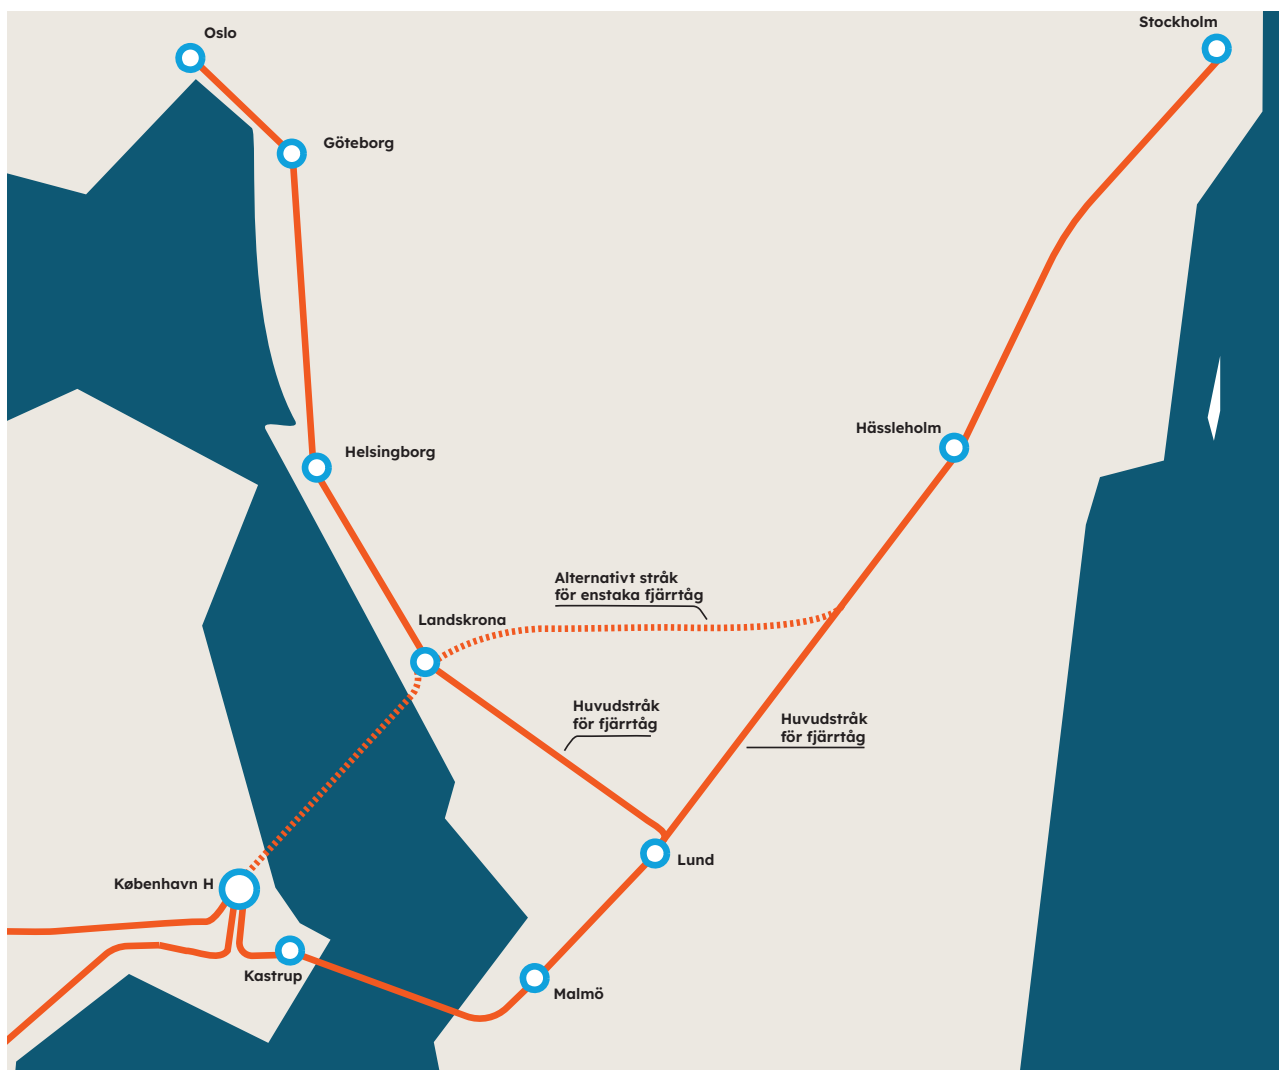 Stockholm
Oslo
Göteborg
Hässleholm
Helsingborg
Alternativt stråk
för enstaka fjärrtåg
Landskrona
Huvudstråk
för fjärrtåg
Huvudstråk
för fjärrtåg
Lund
København H
Kastrup
Malmö